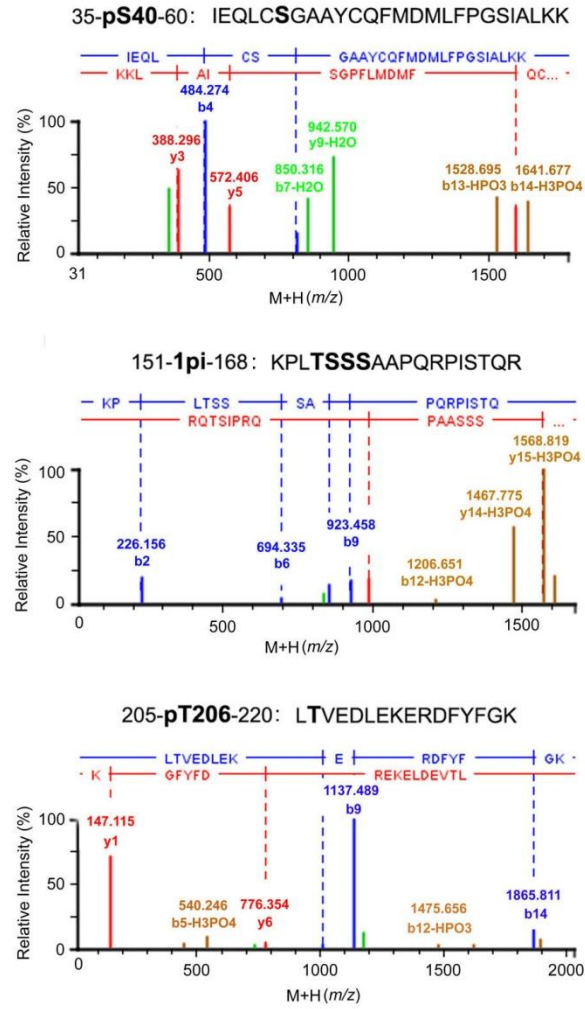 35-pS40-60: IEQLCSGAAYCQFMDMLFPGSIALKK
IEQL CS GAAYCQFMDMLFPGSIALKK
KKL AI SGPFLMDMF QC...
484.274
b4
942.570
y9-H2O
388.296
y3
572.406
y5
850.316
b7-H2O
1528.695
b13-HPO3
1641.677
b14-H3PO4
Relative Intensity (%)
100
50
0
31 500 1000 1500
M+H (m/z)
151-1pi-168: KPLTSSSAAPQRPISTQR
KP LTSS SA PQRPISTQ
RQTSIPRQ PAASSS ...
1568.819
y15-H3PO4
1467.775
y14-H3PO4
923.458
b9
226.156
b2
694.335
b6
1206.651
b12-H3PO4
Relative Intensity (%)
100
50
0
0 500 1000 1500
M+H (m/z)
205-pT206-220: LTVEDLEKERDFYFGK
LTVEDLEK E RDFYF GK
K GFYFD REKELDEVTL
1137.489
b9
147.115
y1
540.246
b5-H3PO4
776.354
y6
1475.656
b12-HPO3
1865.811
b14
Relative Intensity (%)
100
50
0
0 500 1000 1500 2000
M+H (m/z)